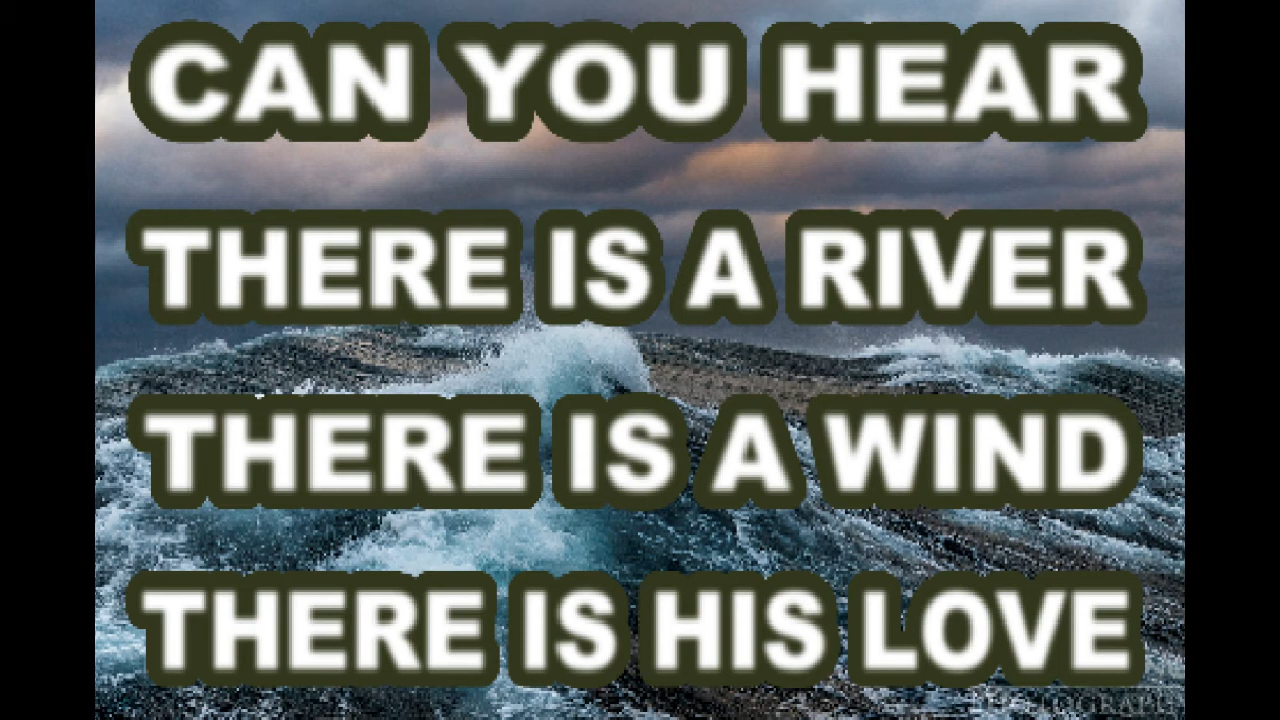 CAN YOU HEAR
THERE IS A RIVER
THERE IS A WIND
THERE IS HIS LOVE